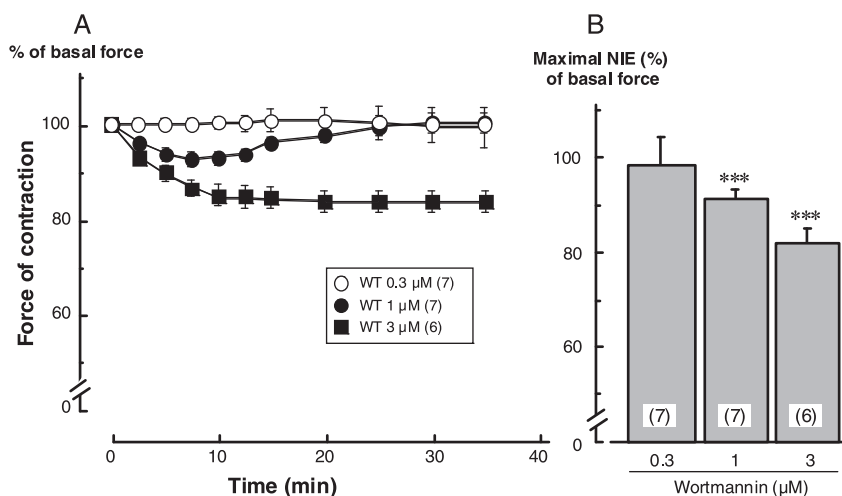 A
% of basal force
100
80
60
0
Force of contraction
WT 0.3 µM (7)
WT 1 µM (7)
WT 3 µM (6)
0 10 20 30 40
Time (min)
B
Maximal NIE (%)
of basal force
100
80
60
0
***
***
(7) (7) (6)
0.3 1 3
Wortmannin (µM)